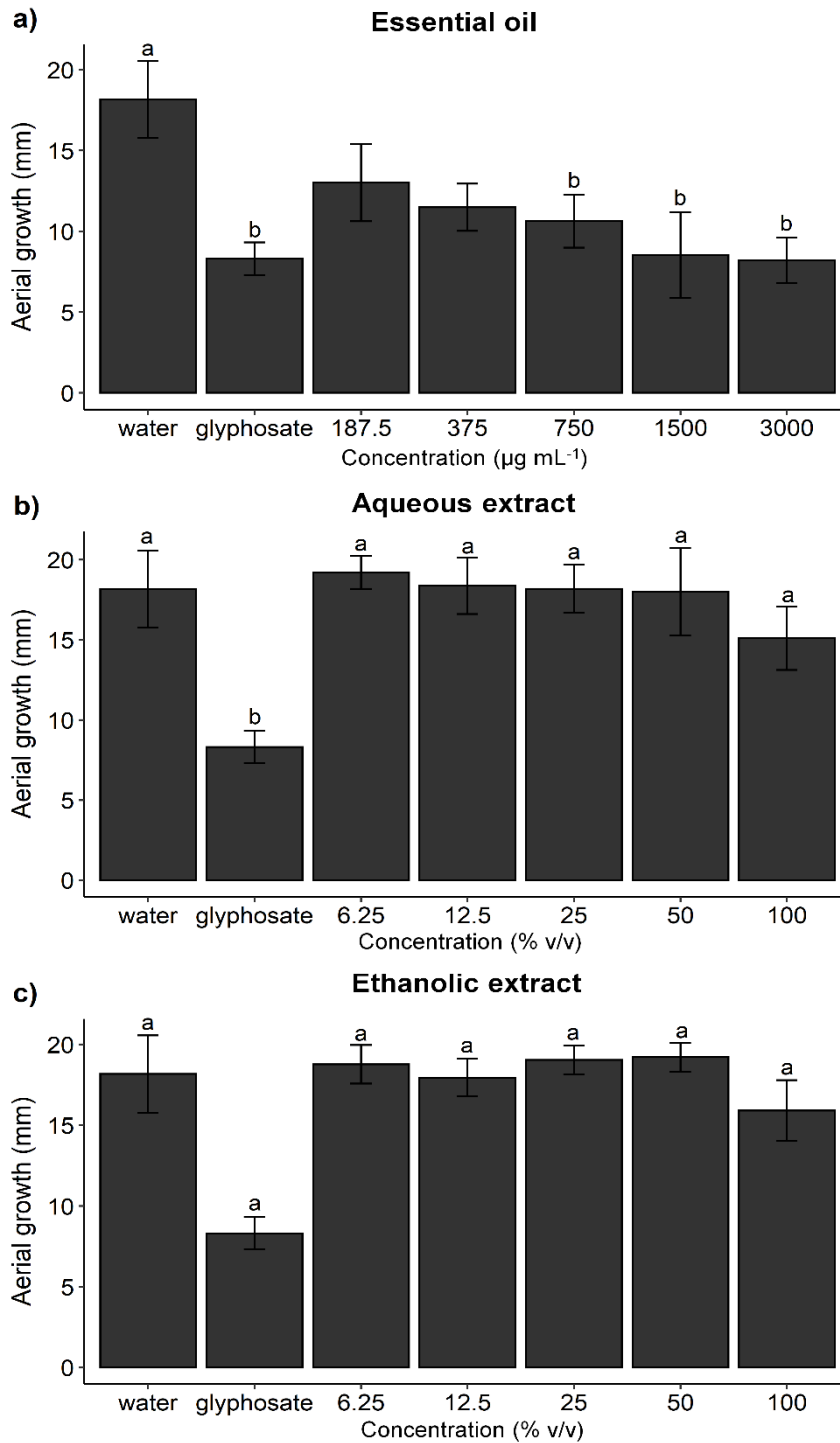 a)
Essential oil
a
b
b
b
b
Aerial growth (mm)
20
15
10
5
0
water glyphosate 187.5 375 750 1500 3000
Concentration (µg mL⁻¹)
b)
Aqueous extract
a
b
a
a
a
a
a
Aerial growth (mm)
20
15
10
5
0
water glyphosate 6.25 12.5 25 50 100
Concentration (% v/v)
c)
Ethanolic extract
a
a
a
a
a
a
a
Aerial growth (mm)
20
15
10
5
0
water glyphosate 6.25 12.5 25 50 100
Concentration (% v/v)